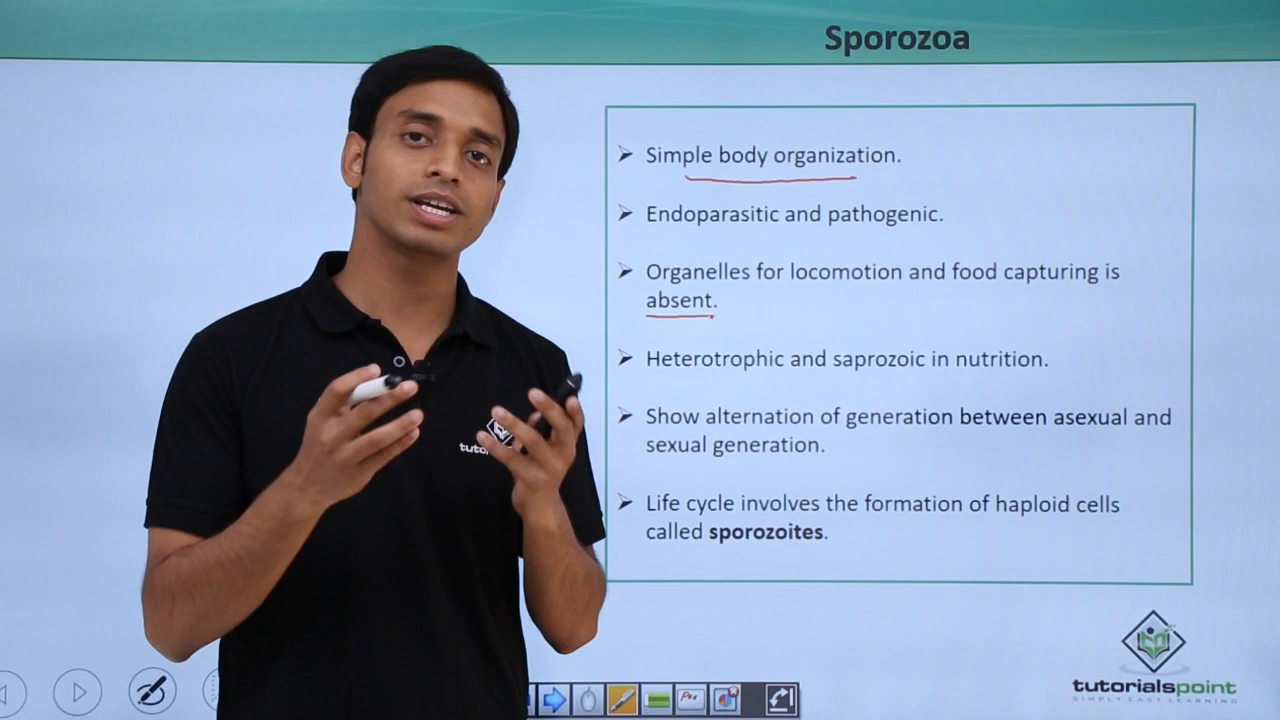 Sporozoa
➢ Simple body organization.
➢ Endoparasitic and pathogenic.
➢ Organelles for locomotion and food capturing is
absent.
➢ Heterotrophic and saprozoic in nutrition.
➢ Show alternation of generation between asexual and
sexual generation.
➢ Life cycle involves the formation of haploid cells
called sporozoites.
tutorialspoint
SIMPLY EASY LEARNING